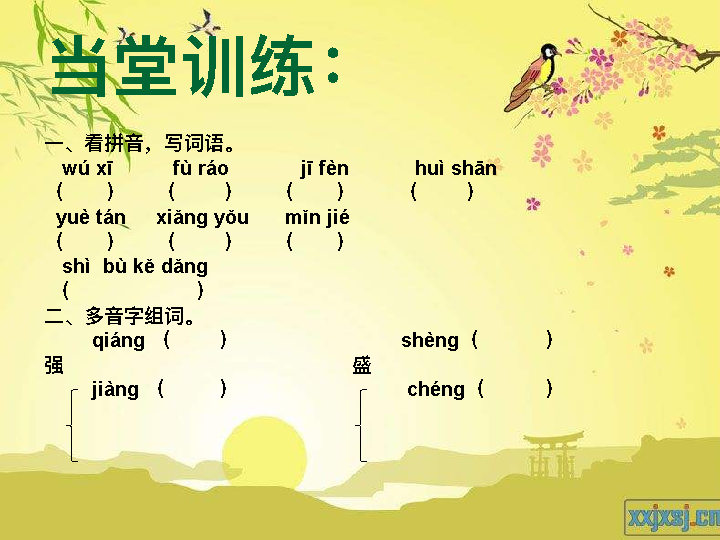 当堂训练：
一、看拼音，写词语。
wú xī fù ráo jī fèn huì shān
（ ） （ ） （ ） （ ）
yuè tán xiǎng yǒu mǐn jié
（ ） （ ） （ ）
shì bù kě dǎng
（ ）
二、多音字组词。
qiáng （ ） shèng（ ）
强 盛
jiàng （ ） chéng（ ）
xxjxsj.cn